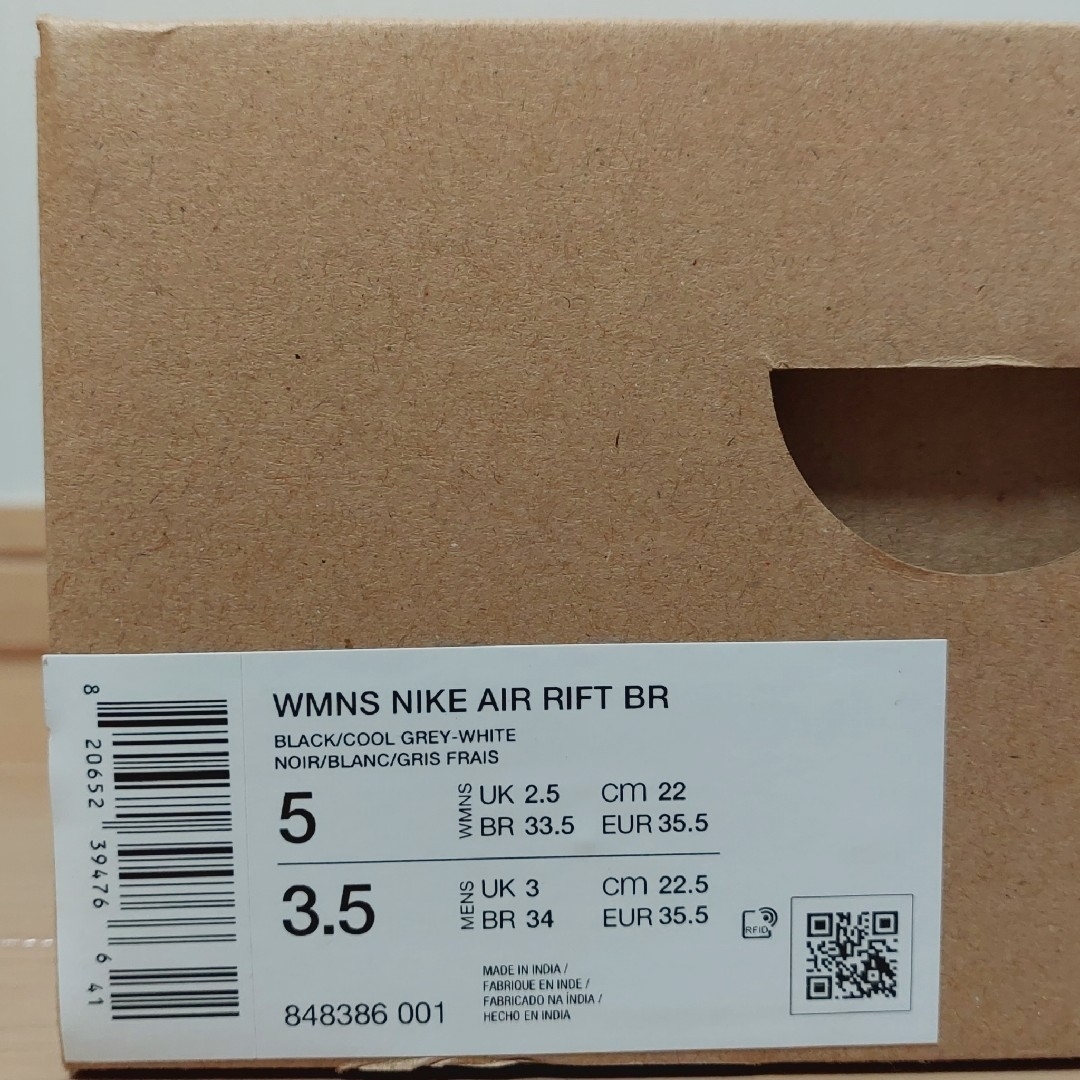 WMNS NIKE AIR RIFT BR
BLACK/COOL GREY-WHITE
NOIR/BLANC/GRIS FRAIS
5
WMNS
UK 2.5 cm 22
BR 33.5 EUR 35.5
3.5
MENS
UK 3 cm 22.5
BR 34 EUR 35.5
RFID
848386 001
MADE IN INDIA /
FABRIQUE EN INDE /
FABRICADO NA ÍNDIA /
HECHO EN INDIA
8 20652 39476 6 41